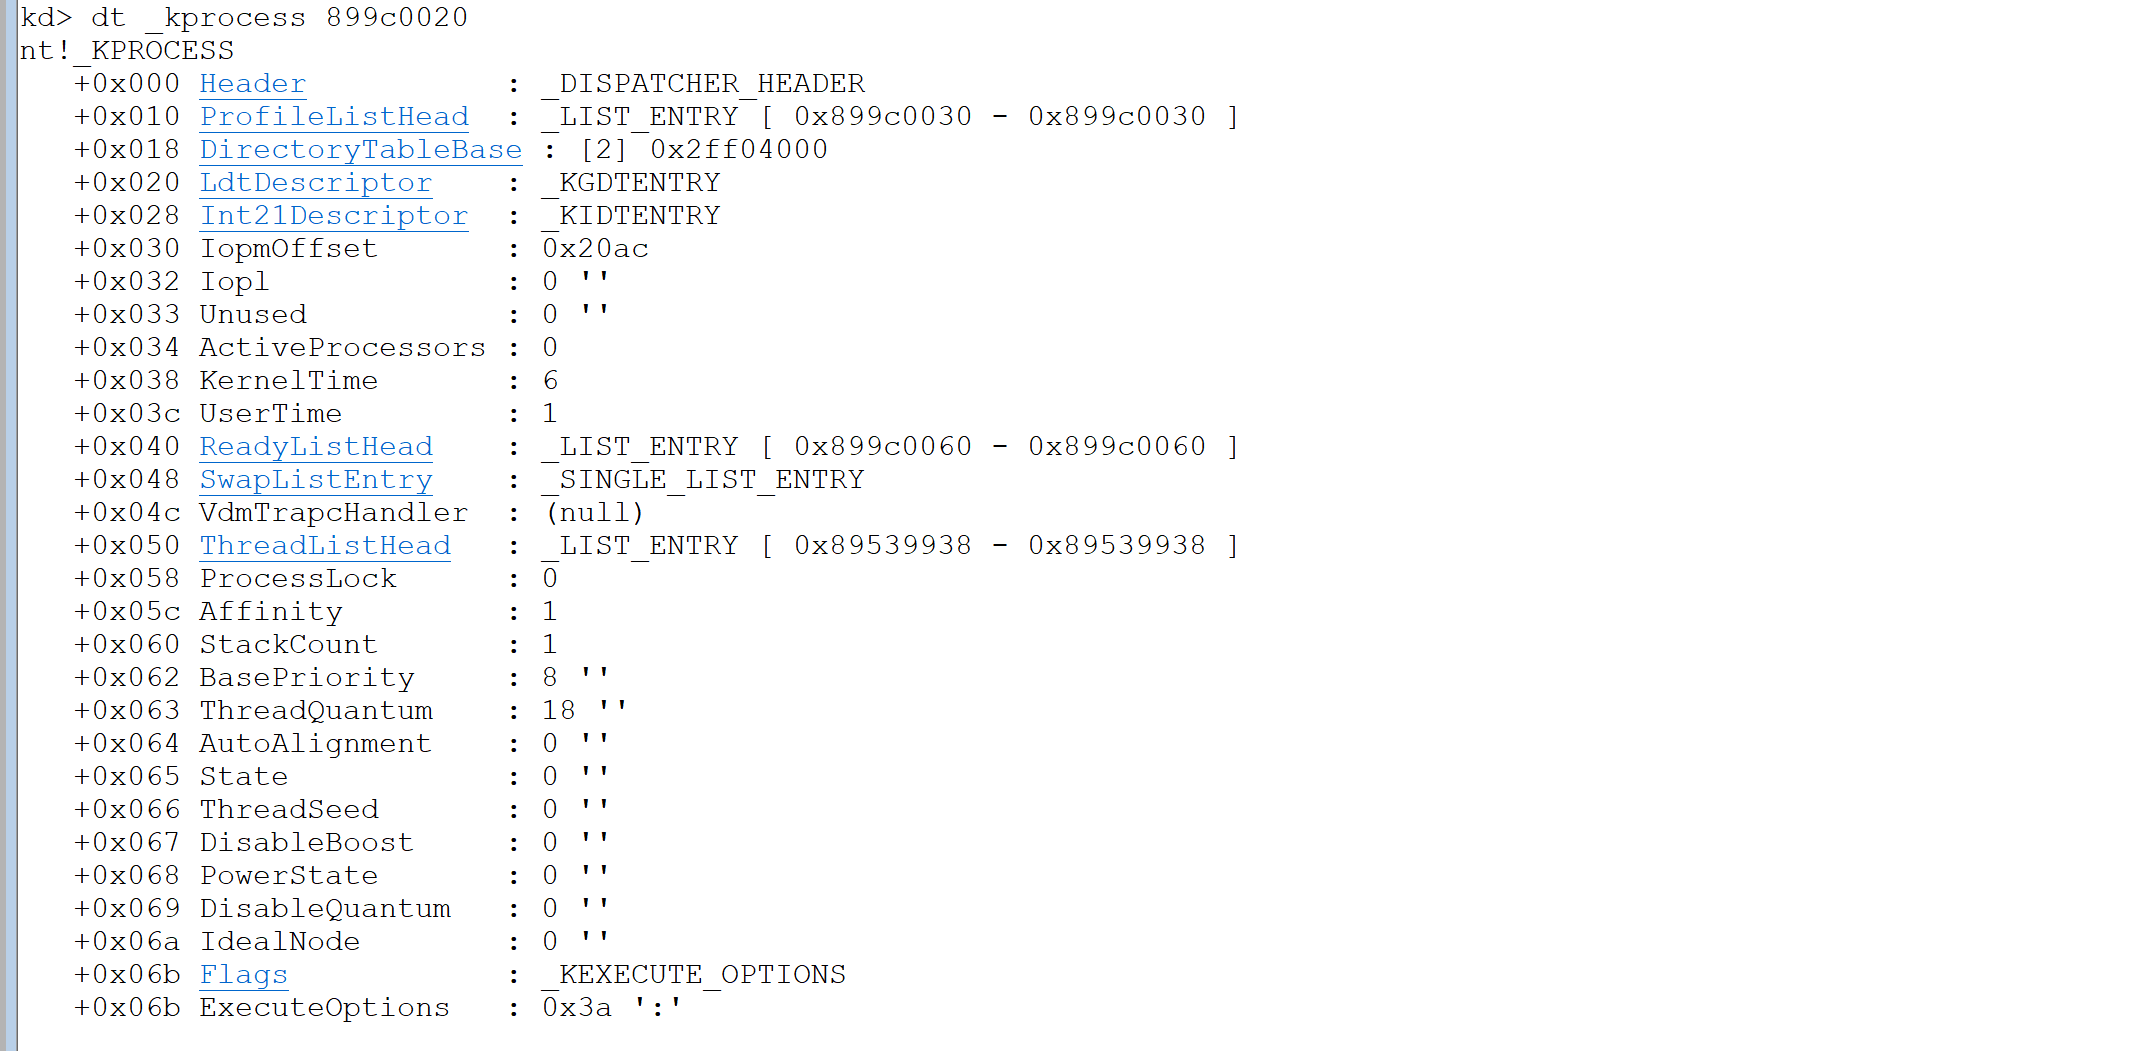 kd> dt _kprocess 899c0020
nt!_KPROCESS
   +0x000 Header           : _DISPATCHER_HEADER
   +0x010 ProfileListHead  : _LIST_ENTRY [ 0x899c0030 - 0x899c0030 ]
   +0x018 DirectoryTableBase : [2] 0x2ff04000
   +0x020 LdtDescriptor    : _KGDTENTRY
   +0x028 Int21Descriptor  : _KIDTENTRY
   +0x030 IopmOffset       : 0x20ac
   +0x032 Iopl             : 0 ''
   +0x033 Unused           : 0 ''
   +0x034 ActiveProcessors : 0
   +0x038 KernelTime       : 6
   +0x03c UserTime         : 1
   +0x040 ReadyListHead    : _LIST_ENTRY [ 0x899c0060 - 0x899c0060 ]
   +0x048 SwapListEntry    : _SINGLE_LIST_ENTRY
   +0x04c VdmTrapcHandler  : (null)
   +0x050 ThreadListHead   : _LIST_ENTRY [ 0x89539938 - 0x89539938 ]
   +0x058 ProcessLock      : 0
   +0x05c Affinity         : 1
   +0x060 StackCount       : 1
   +0x062 BasePriority     : 8 ''
   +0x063 ThreadQuantum    : 18 ''
   +0x064 AutoAlignment    : 0 ''
   +0x065 State            : 0 ''
   +0x066 ThreadSeed       : 0 ''
   +0x067 DisableBoost     : 0 ''
   +0x068 PowerState       : 0 ''
   +0x069 DisableQuantum   : 0 ''
   +0x06a IdealNode        : 0 ''
   +0x06b Flags            : _KEXECUTE_OPTIONS
   +0x06b ExecuteOptions   : 0x3a ':'